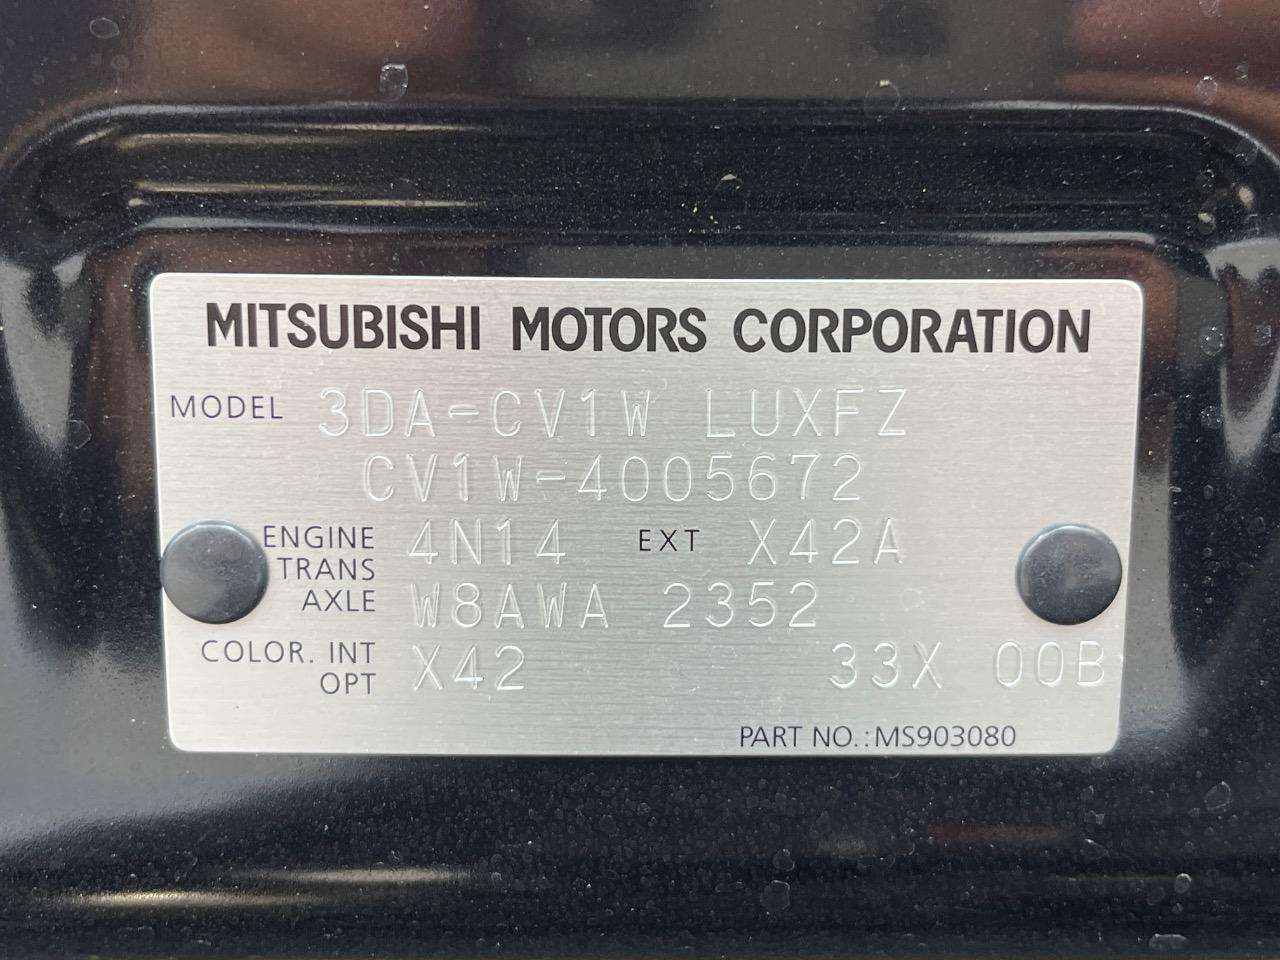 MITSUBISHI MOTORS CORPORATION
MODEL 3DA-CV1W LUXFZ
CV1W-4005672
ENGINE 4N14 EXT X42A
TRANS
AXLE W8AWA 2352
COLOR. INT X42 33X 00B
OPT
PART NO.: MS903080